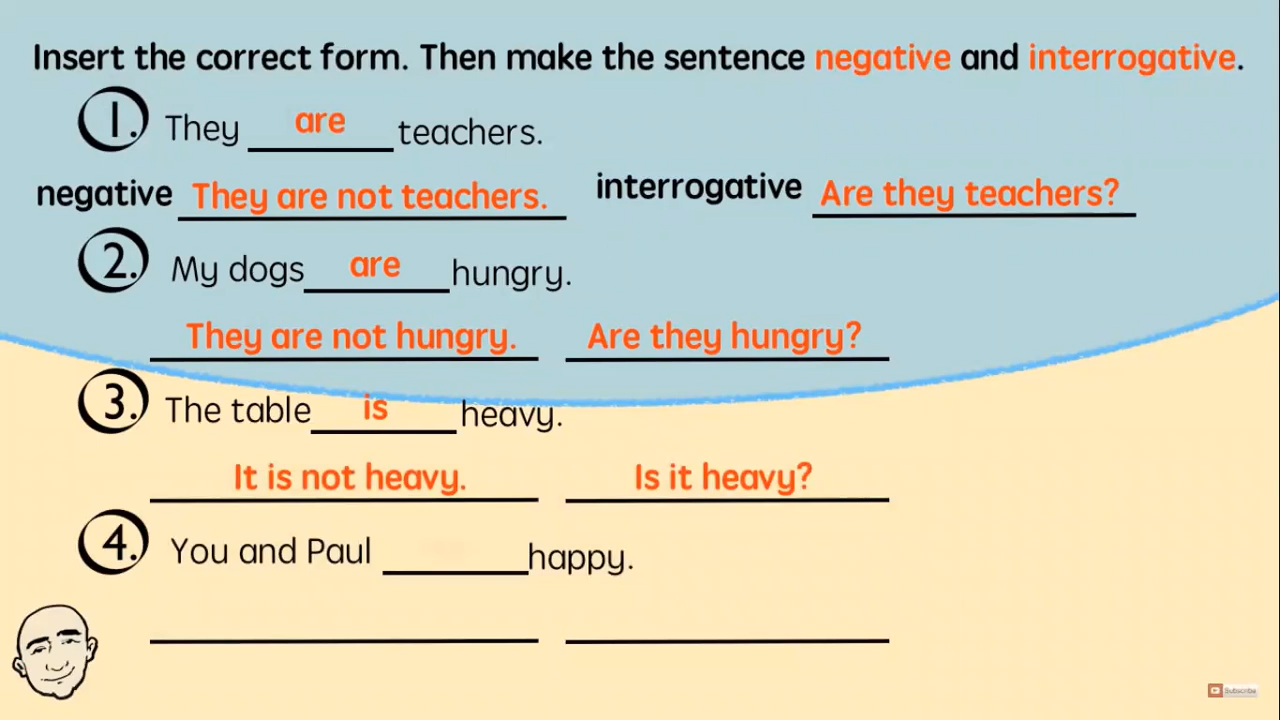 Insert the correct form. Then make the sentence negative and interrogative.
1. They are teachers.
negative They are not teachers. interrogative Are they teachers?
2. My dogs are hungry.
They are not hungry. Are they hungry?
3. The table is heavy.
It is not heavy. Is it heavy?
4. You and Paul happy.
Subscribe